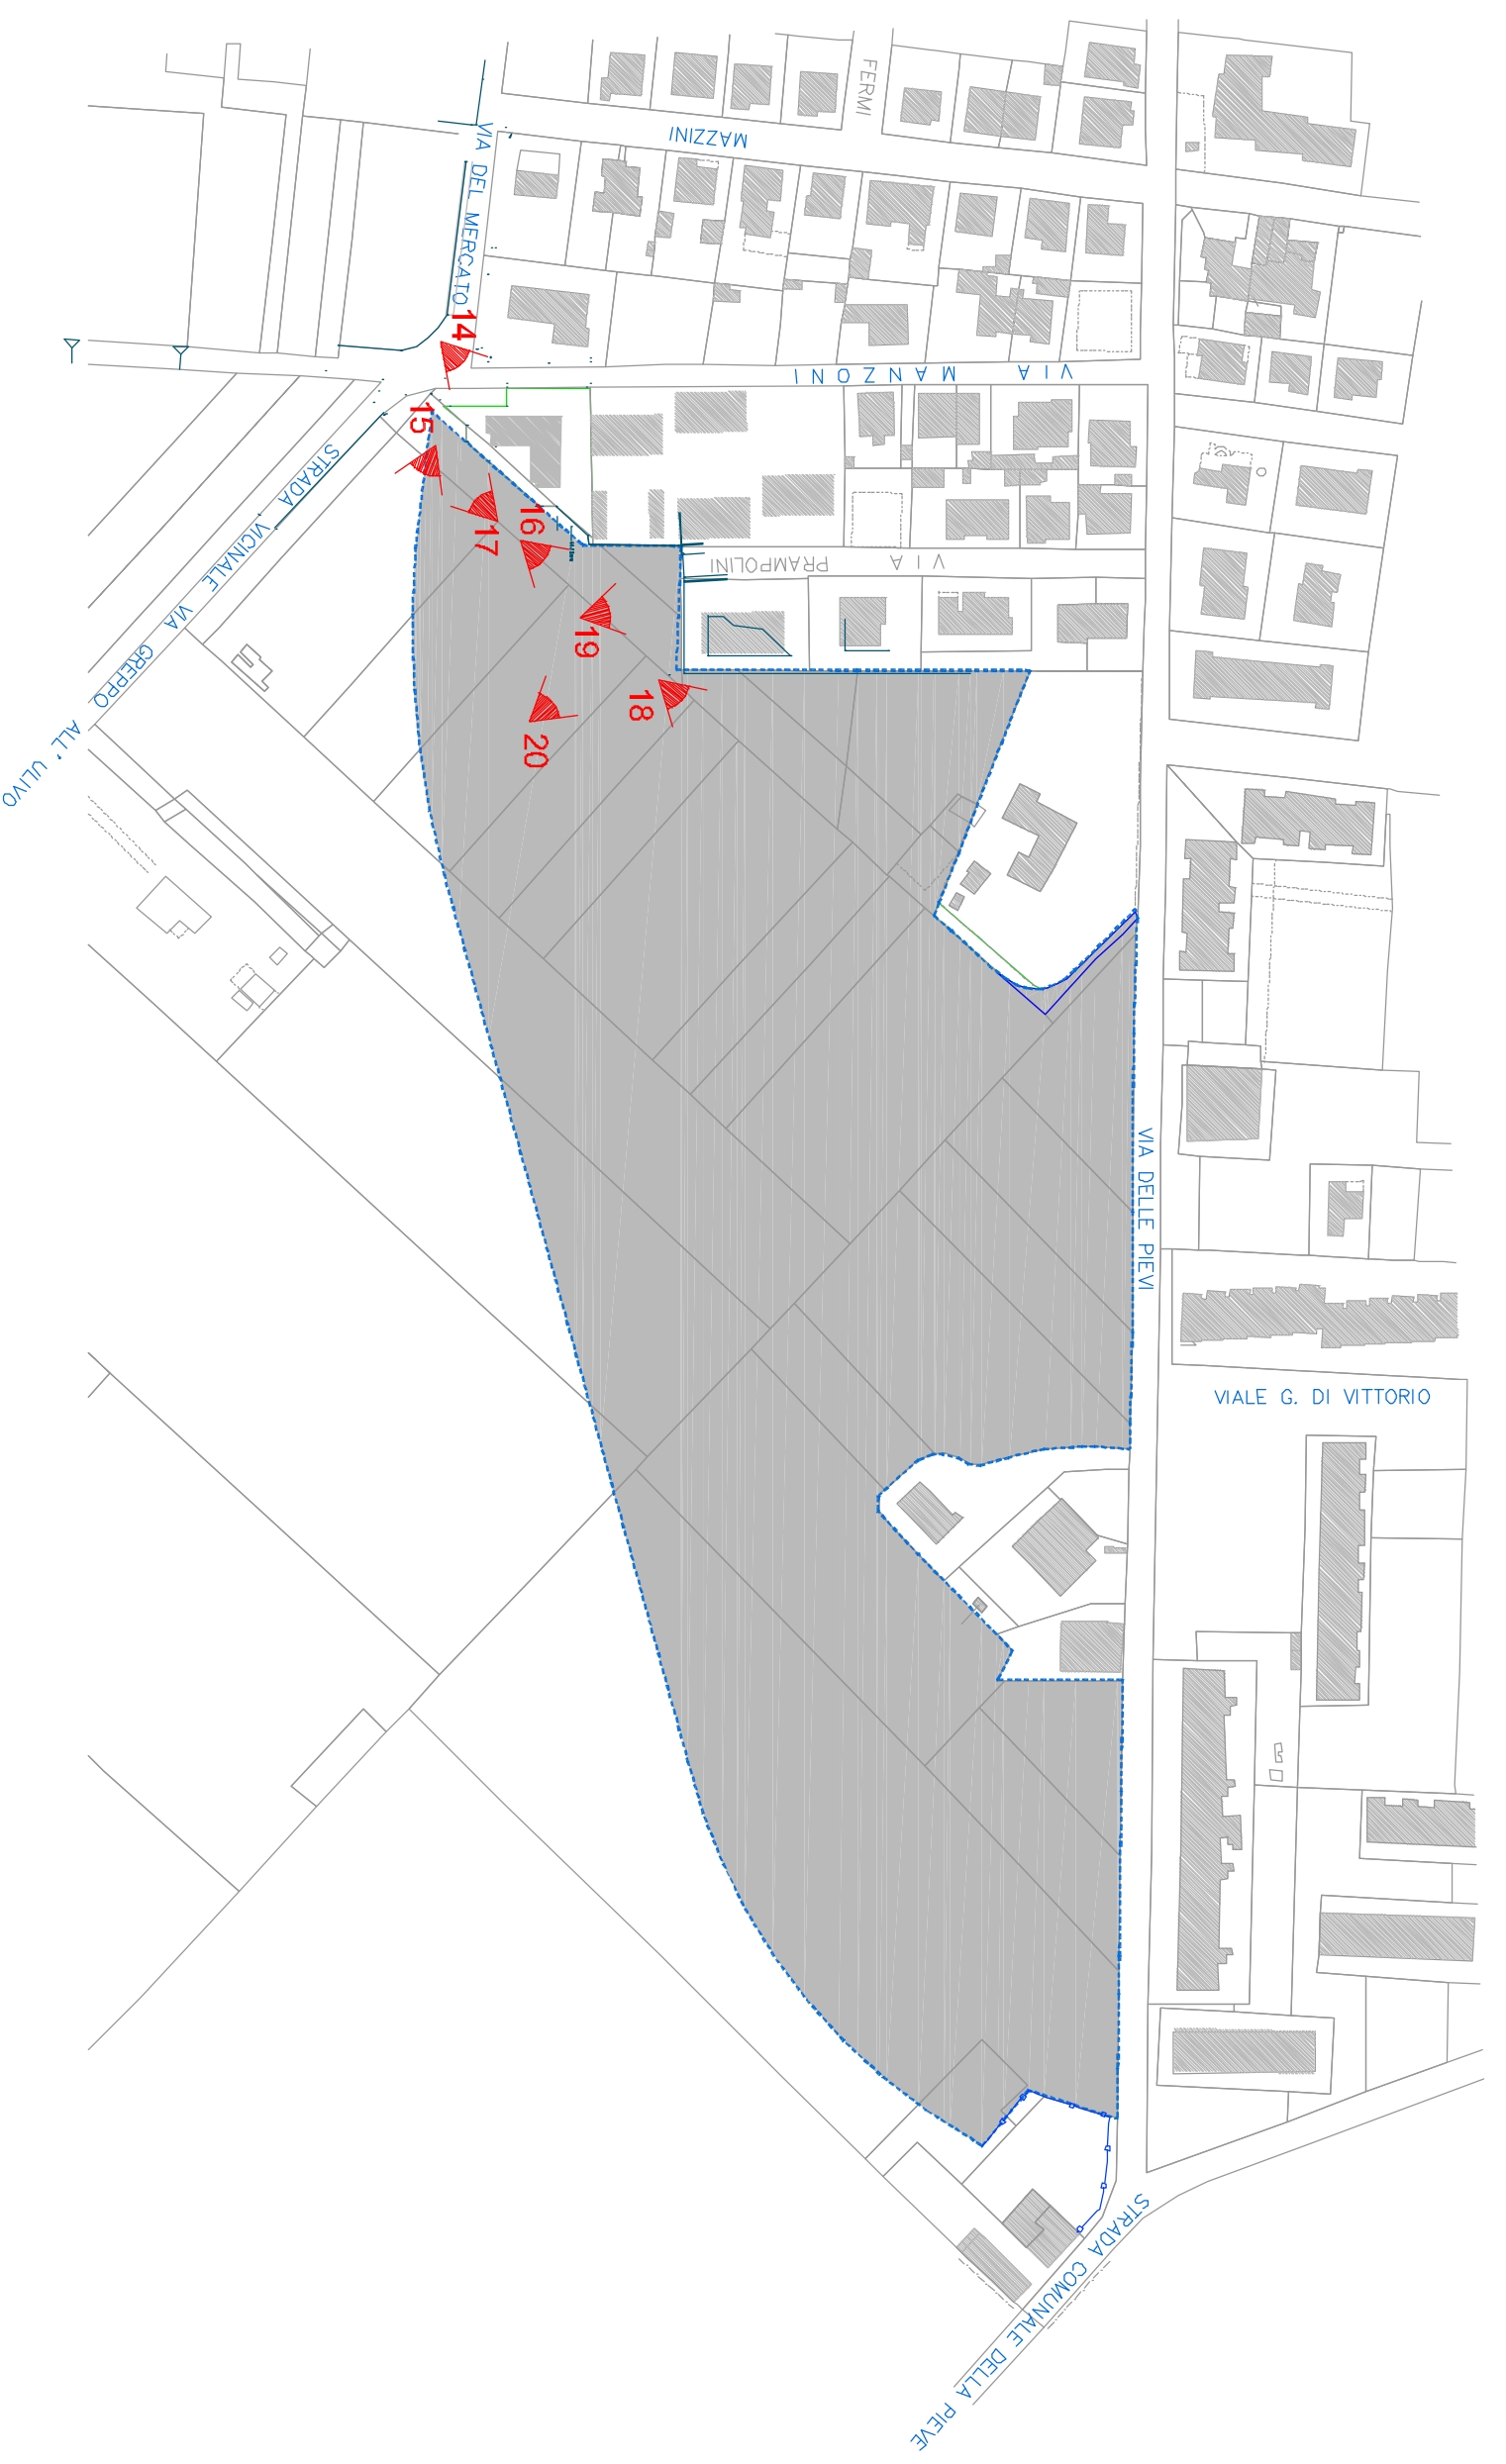 FERMI
MAZZINI
VIA DEL MERCATO
14
VIA MANZONI
15
STRADA VICINALE VIA GREPPO ALL' ULIVO
16
17
VIA PRAMPOLINI
19
18
20
VIA DELLE PIEVI
VIALE G. DI VITTORIO
STRADA COMUNALE DELLA PIEVE